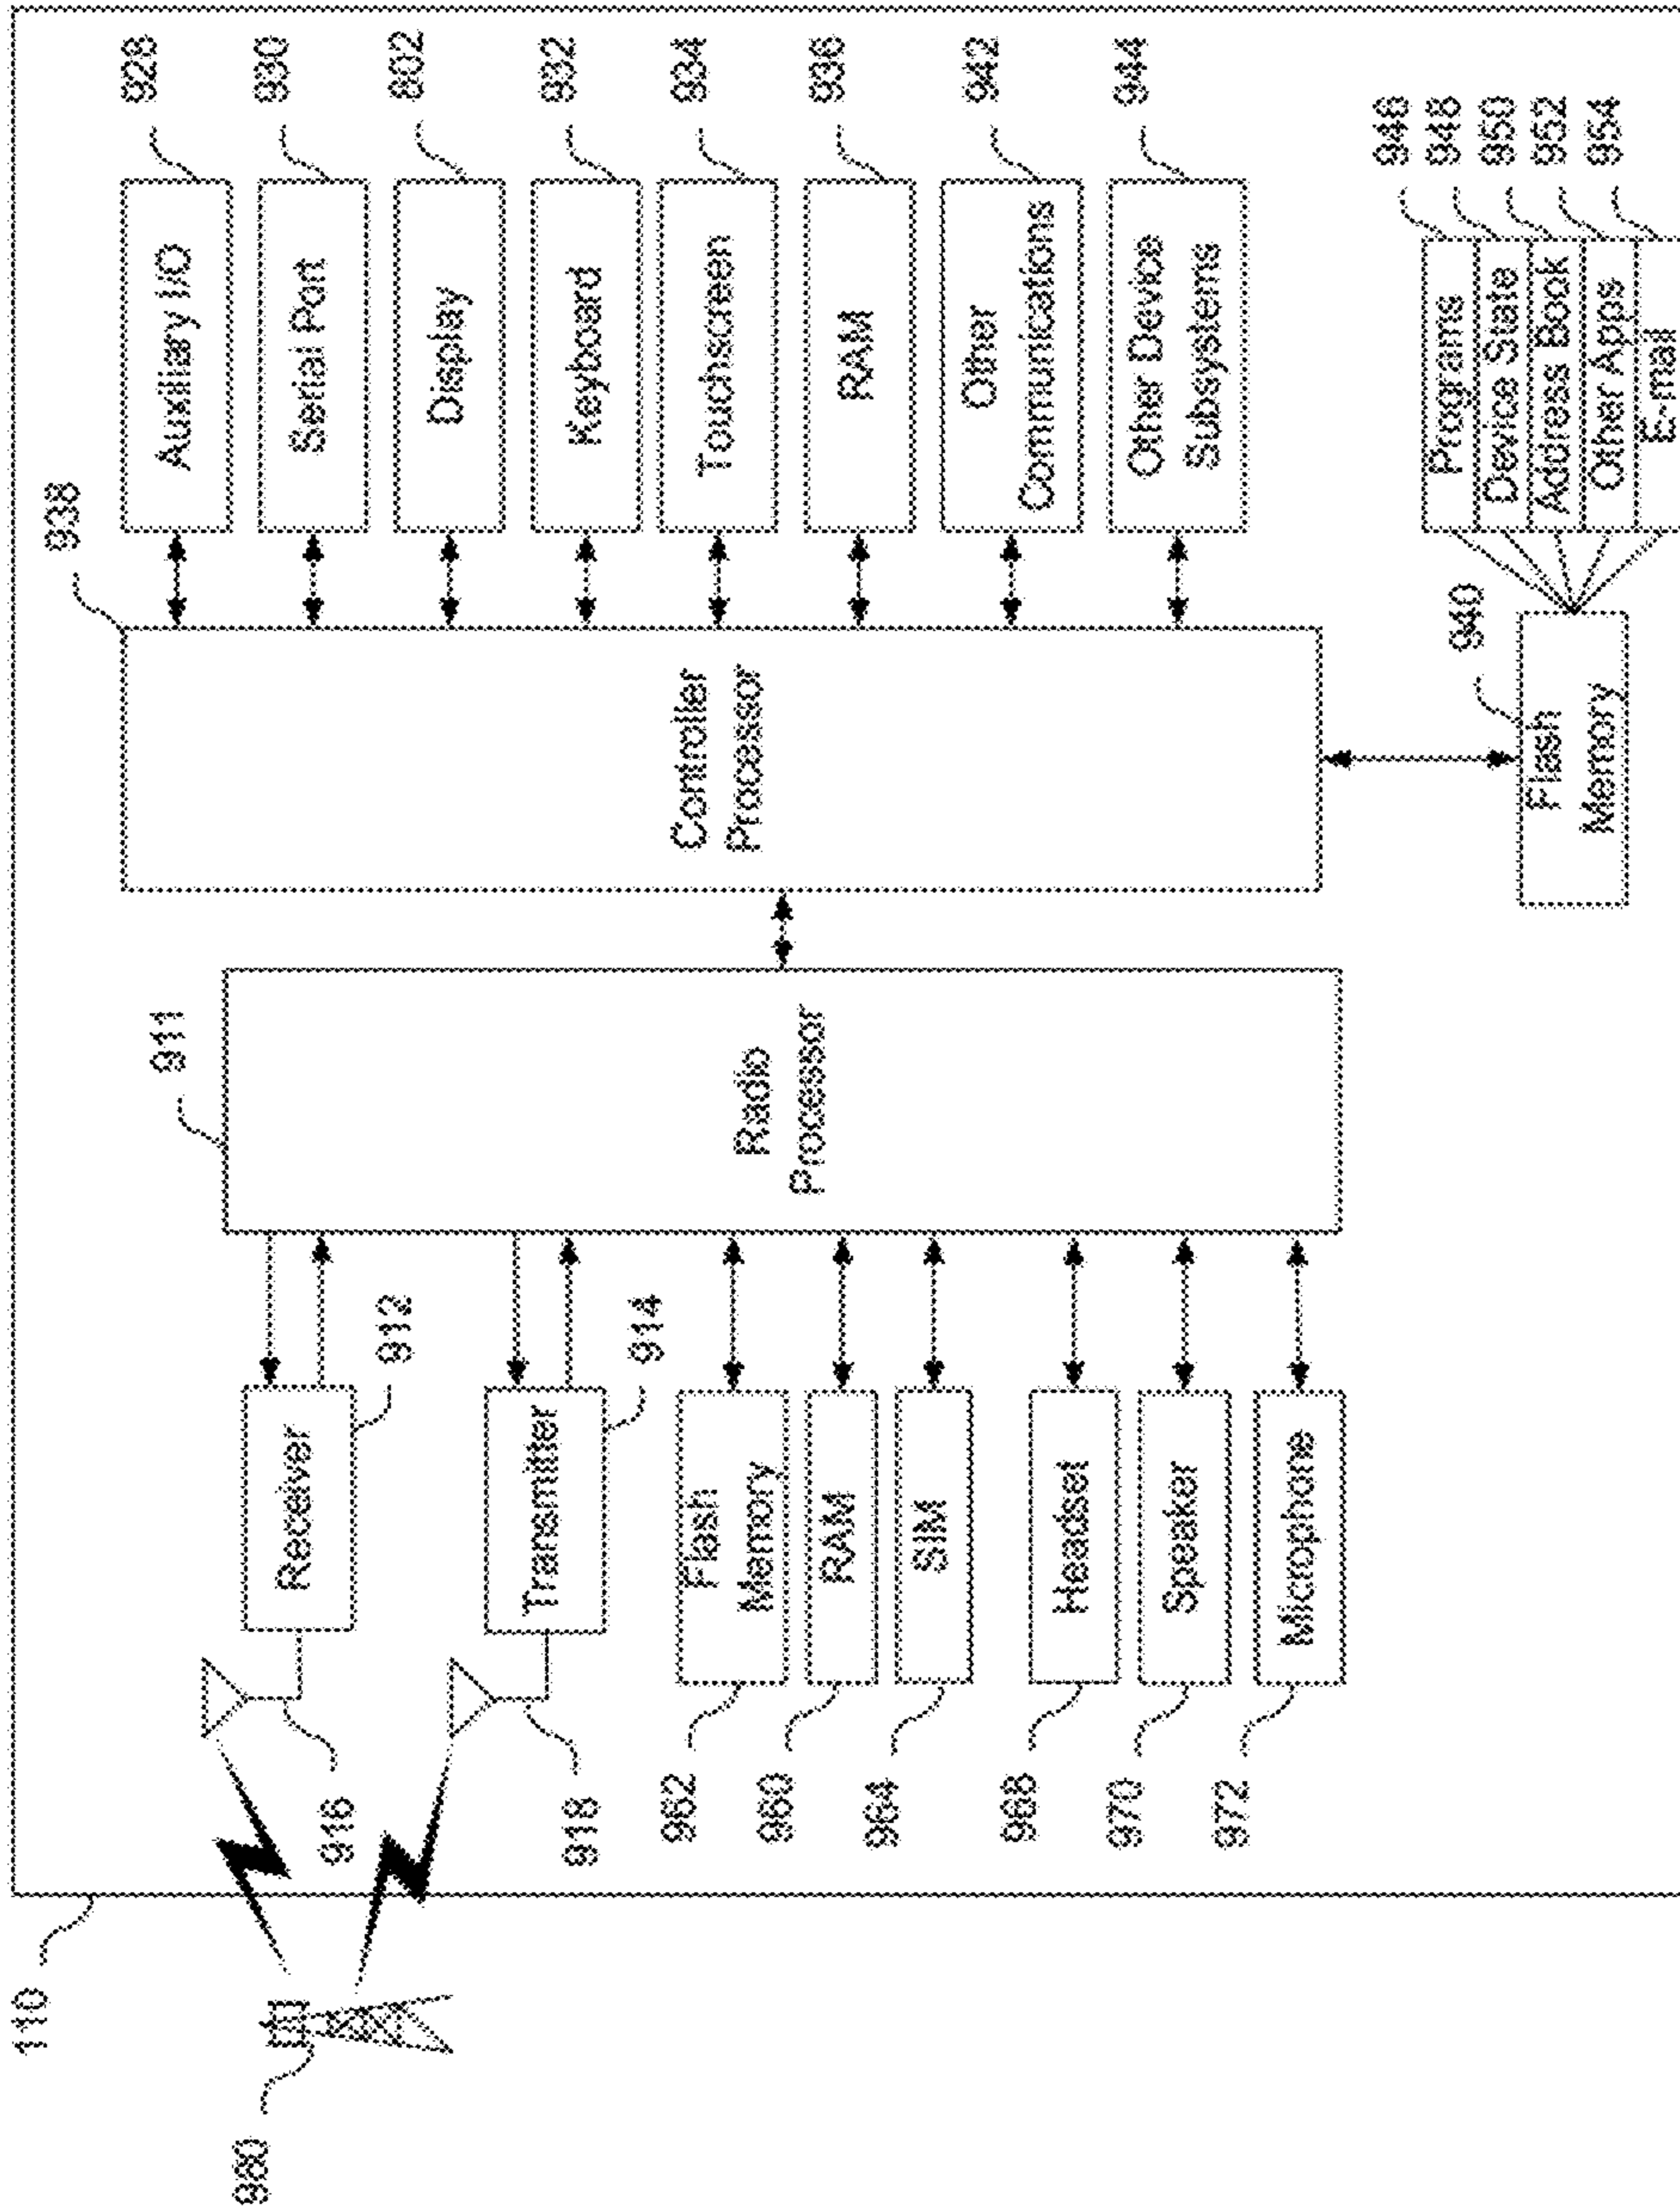 110
980
916
918
Receiver
912
Transmitter
914
Flash
Memory
962
RAM
960
SIM
964
Headset
968
Speaker
970
Microphone
972
911
Radio
Processor
938
Controller
Processor
Auxiliary I/O
928
Serial Port
930
Display
802
Keyboard
932
Touchscreen
934
RAM
936
Other
Communications
942
Other Device
Subsystems
944
940
Flash
Memory
Programs
946
Device State
948
Address Book
950
Other Apps
952
E-mail
954